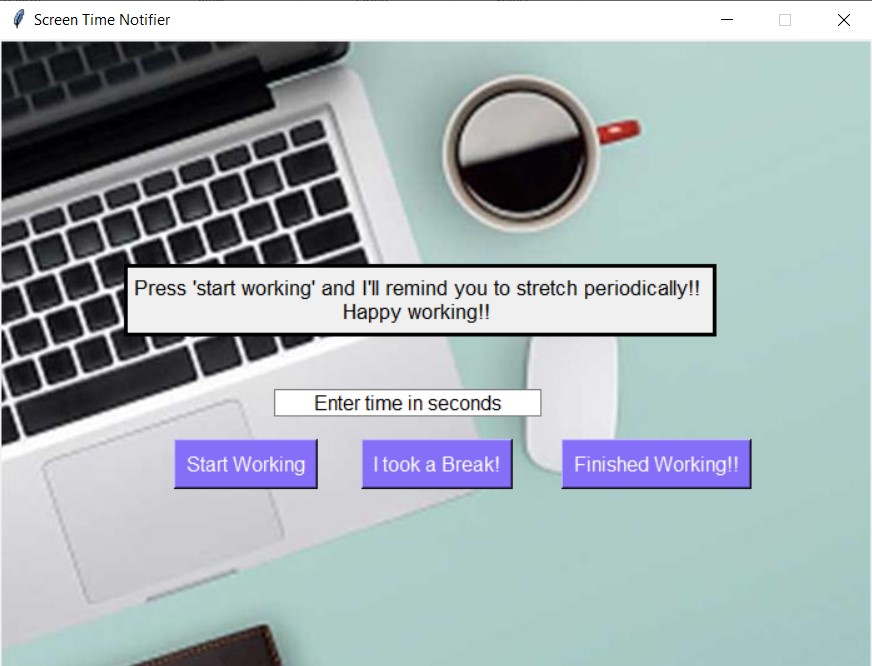 Screen Time Notifier
Press 'start working' and I'll remind you to stretch periodically!!
Happy working!!
Enter time in seconds
Start Working
I took a Break!
Finished Working!!